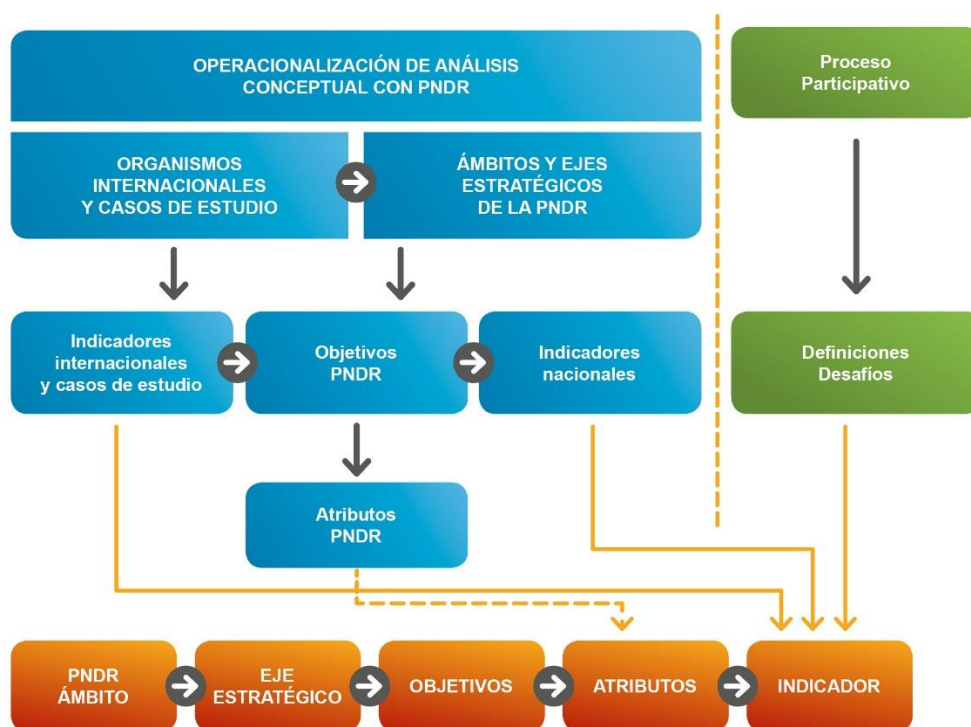 OPERACIONALIZACIÓN DE ANÁLISIS
CONCEPTUAL CON PNDR
Proceso
Participativo
ORGANISMOS
INTERNACIONALES
Y CASOS DE ESTUDIO
ÁMBITOS Y EJES
ESTRATÉGICOS
DE LA PNDR
Indicadores
internacionales
y casos de estudio
Objetivos
PNDR
Indicadores
nacionales
Definiciones
Desafíos
Atributos
PNDR
PNDR
ÁMBITO
EJE
ESTRATÉGICO
OBJETIVOS
ATRIBUTOS
INDICADOR